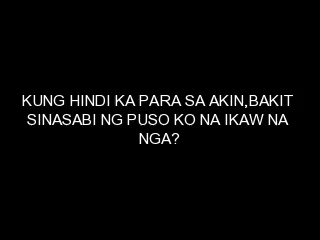 KUNG HINDI KA PARA SA AKIN,BAKIT
SINASABI NG PUSO KO NA IKAW NA
NGA?